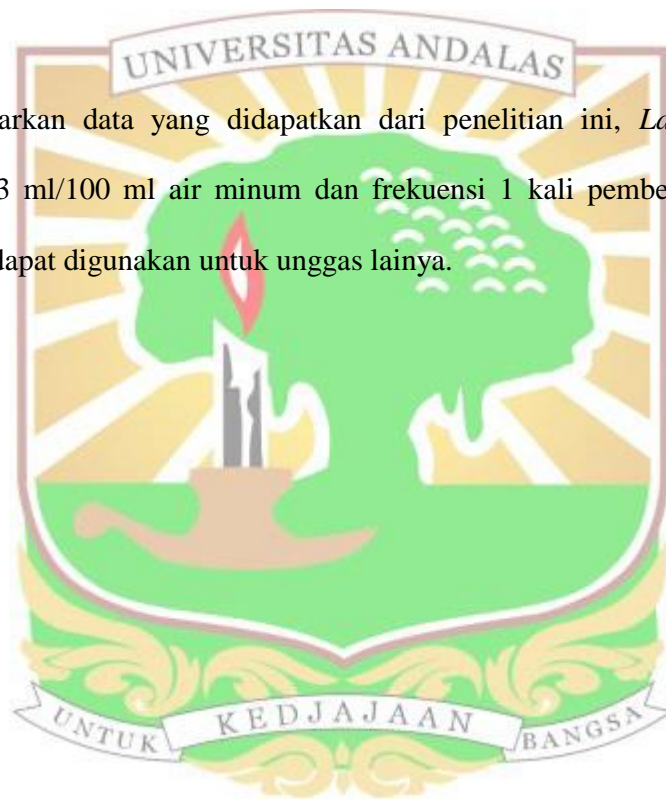 UNIVERSITAS ANDALAS
arkan data yang didapatkan dari penelitian ini,
3 ml/100 ml air minum dan frekuensi 1 kali
dapat digunakan untuk unggas lainya.
UNTUK KEDJAJAAN BANGSA